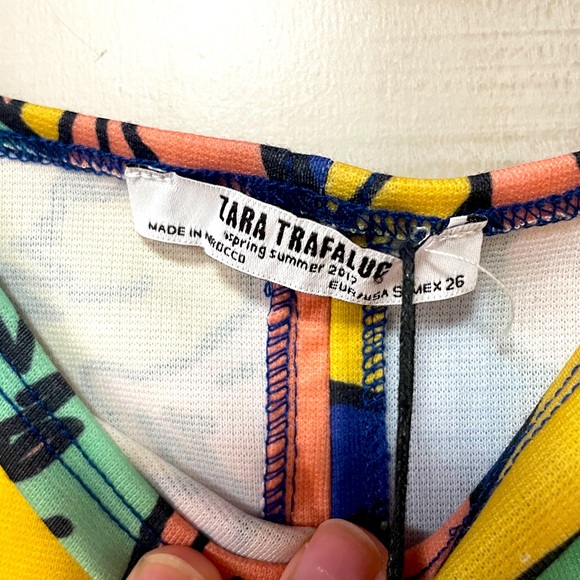 ZARA TRAFALUC
spring summer 2017
MADE IN MOROCCO
EUR/USA S MEX 26